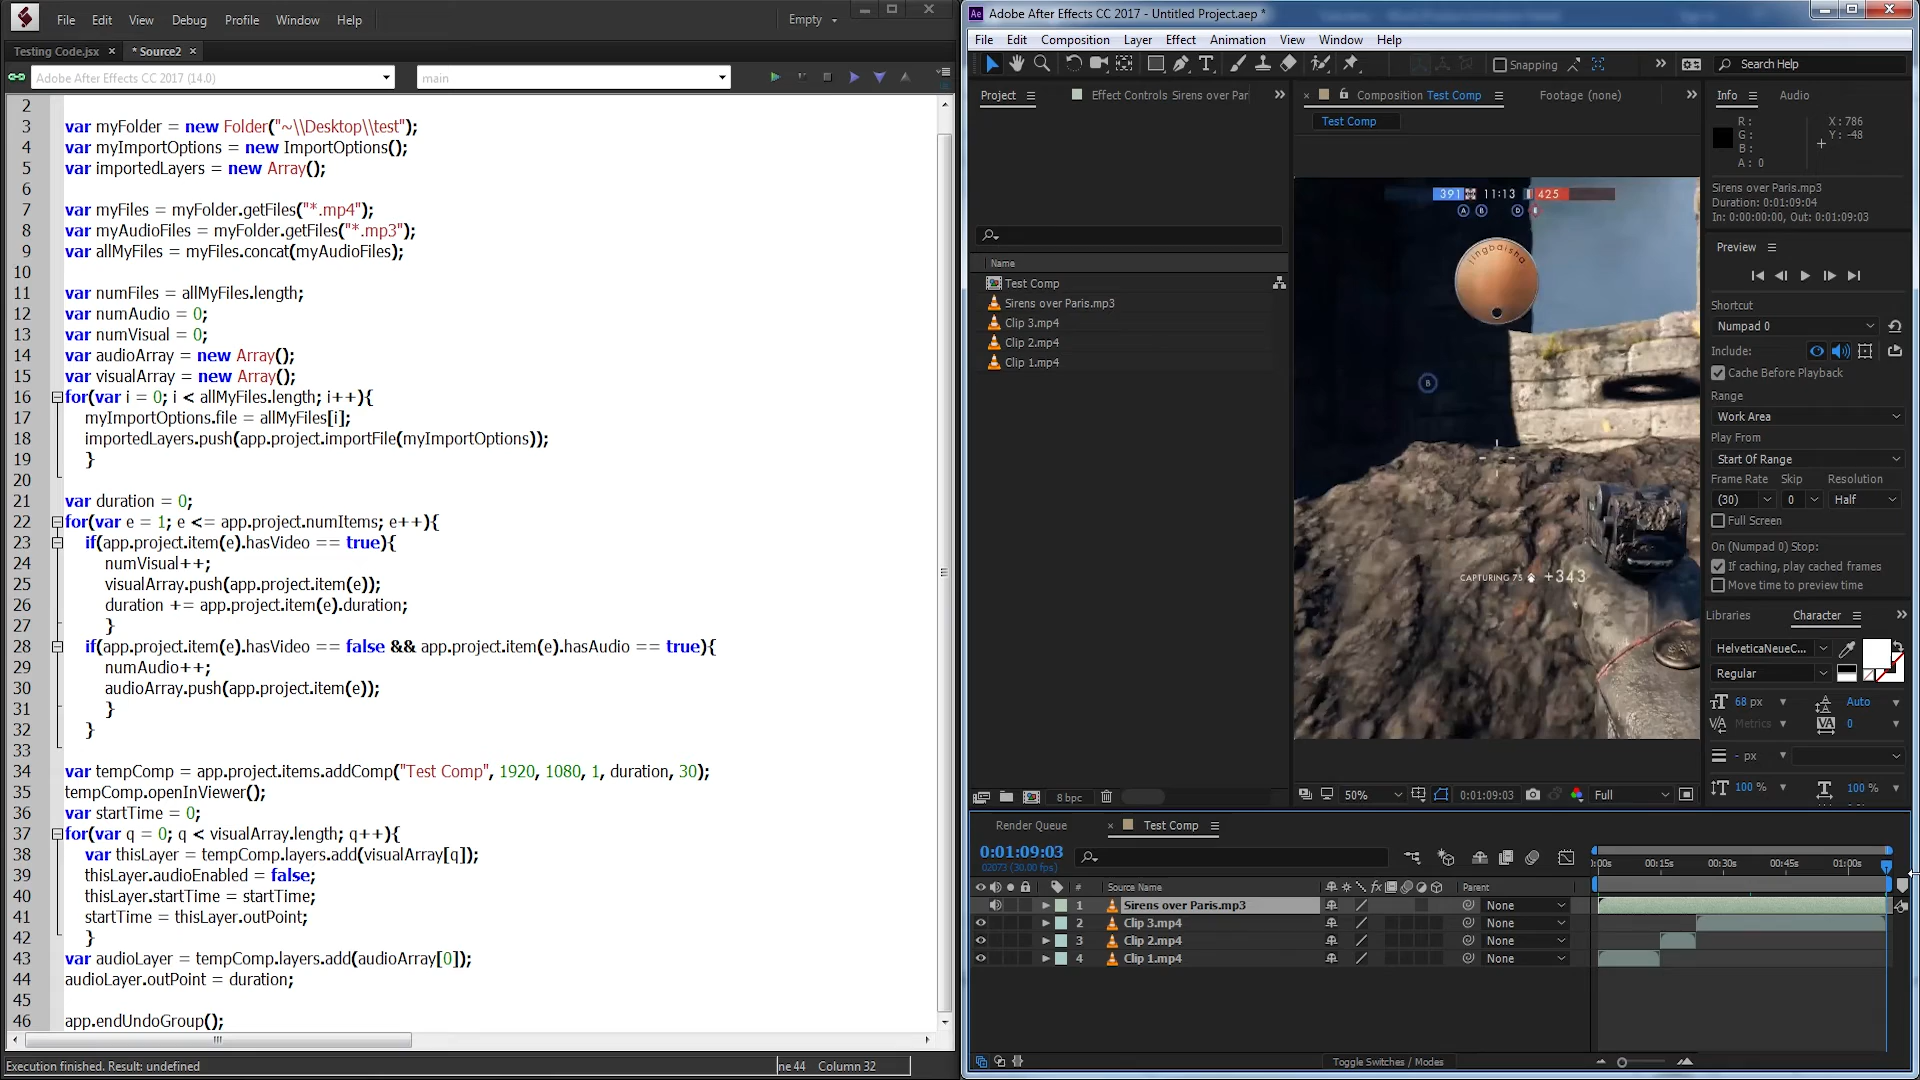 File Edit View Debug Profile Window Help
Empty
Testing Code.jsx × * Source2 ×
Adobe After Effects CC 2017 (14.0)
main
2
3 var myFolder = new Folder("~\\Desktop\\test");
4 var myImportOptions = new ImportOptions();
5 var importedLayers = new Array();
6
7 var myFiles = myFolder.getFiles("*.mp4");
8 var myAudioFiles = myFolder.getFiles("*.mp3");
9 var allMyFiles = myFiles.concat(myAudioFiles);
10
11 var numFiles = allMyFiles.length;
12 var numAudio = 0;
13 var numVisual = 0;
14 var audioArray = new Array();
15 var visualArray = new Array();
16 for(var i = 0; i < allMyFiles.length; i++){
17 myImportOptions.file = allMyFiles[i];
18 importedLayers.push(app.project.importFile(myImportOptions));
19 }
20
21 var duration = 0;
22 for(var e = 1; e <= app.project.numItems; e++){
23 if(app.project.item(e).hasVideo == true){
24 numVisual++;
25 visualArray.push(app.project.item(e));
26 duration += app.project.item(e).duration;
27 }
28 if(app.project.item(e).hasVideo == false && app.project.item(e).hasAudio == true){
29 numAudio++;
30 audioArray.push(app.project.item(e));
31 }
32 }
33
34 var tempComp = app.project.items.addComp("Test Comp", 1920, 1080, 1, duration, 30);
35 tempComp.openInViewer();
36 var startTime = 0;
37 for(var q = 0; q < visualArray.length; q++){
38 var thisLayer = tempComp.layers.add(visualArray[q]);
39 thisLayer.audioEnabled = false;
40 thisLayer.startTime = startTime;
41 startTime = thisLayer.outPoint;
42 }
43 var audioLayer = tempComp.layers.add(audioArray[0]);
44 audioLayer.outPoint = duration;
45
46 app.endUndoGroup();
Execution finished. Result: undefined
ne 44 Column 32
Ae Adobe After Effects CC 2017 - Untitled Project.aep *
File Edit Composition Layer Effect Animation View Window Help
Snapping
Search Help
Project
Effect Controls Sirens over Par
Name
Test Comp
Sirens over Paris.mp3
Clip 3.mp4
Clip 2.mp4
Clip 1.mp4
8 bpc
Composition Test Comp
Footage (none)
Test Comp
391 11:13 425
A B D
jingbaisha
B
CAPTURING 75 +343
50% 0:01:09:03 Full
Info Audio
R: X: 786
G: Y: -48
B:
A: 0
Sirens over Paris.mp3
Duration: 0:01:09:04
In: 0:00:00:00, Out: 0:01:09:03
Preview
Shortcut
Numpad 0
Include:
Cache Before Playback
Range
Work Area
Play From
Start Of Range
Frame Rate Skip Resolution
(30) 0 Half
Full Screen
On (Numpad 0) Stop:
If caching, play cached frames
Move time to preview time
Libraries Character
HelveticaNeueC...
Regular
68 px Auto
Metrics 0
- px
100 % 100 %
Render Queue × Test Comp
0:01:09:03
02073 (30.00 fps)
:00s 00:15s 00:30s 00:45s 01:00s
# Source Name Parent
1 Sirens over Paris.mp3 None
2 Clip 3.mp4 None
3 Clip 2.mp4 None
4 Clip 1.mp4 None
Toggle Switches / Modes